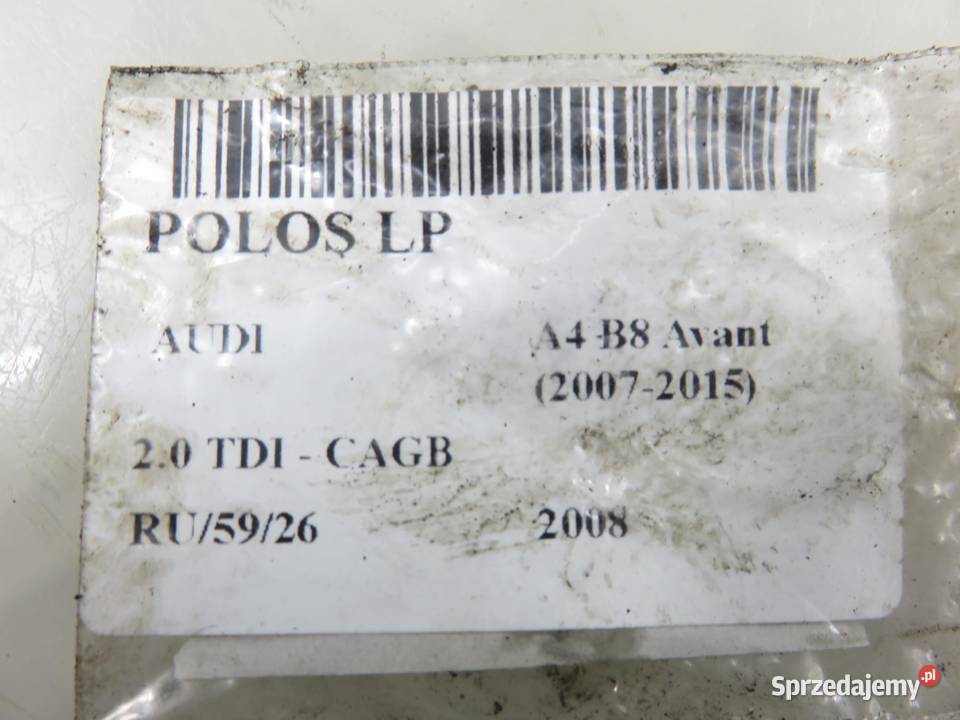 POLOS LP
AUDI A4 B8 Avant
(2007-2015)
2.0 TDI - CAGB
RU/59/26 2008
Sprzedajemy.pl